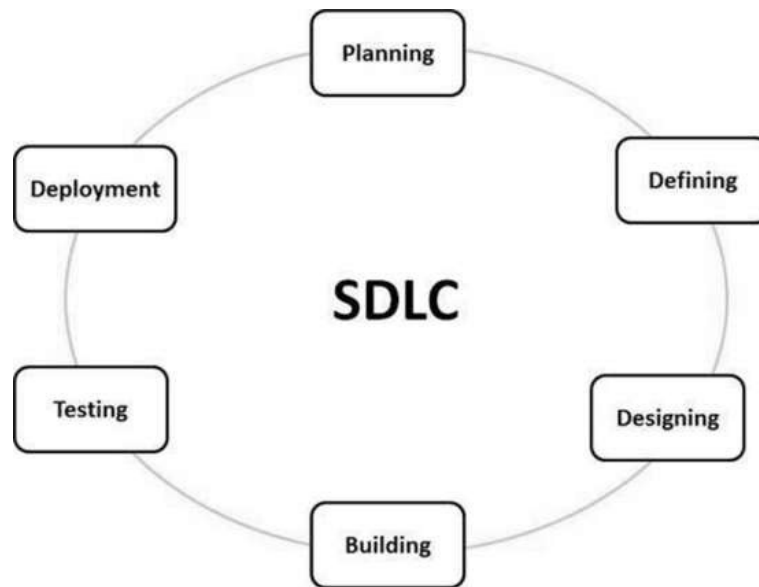 Planning
Defining
Designing
Building
Testing
Deployment
SDLC